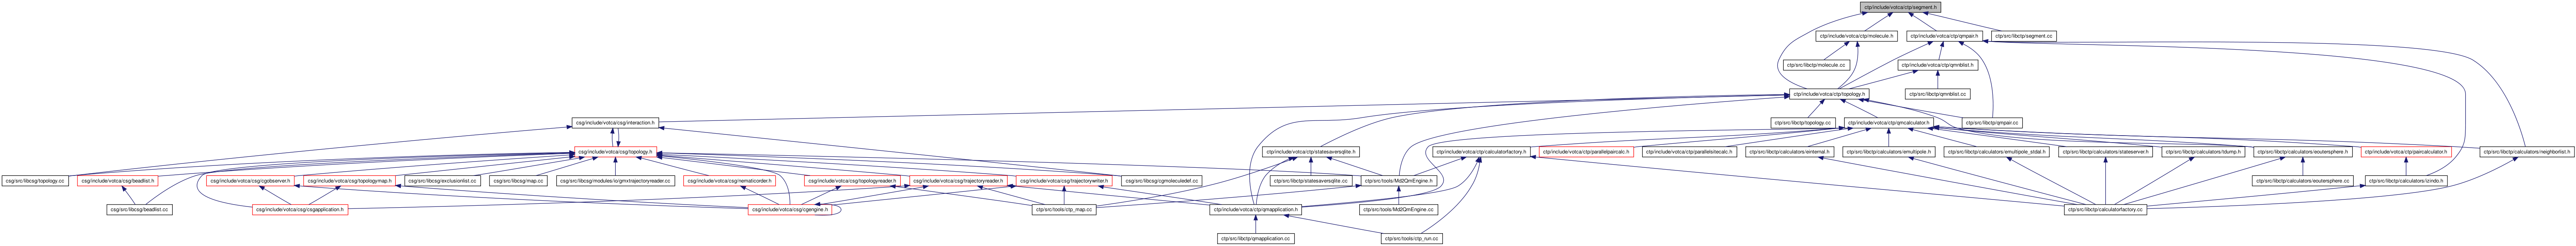 ctp/include/votca/ctp/segment.h
ctp/include/votca/ctp/molecule.h
ctp/include/votca/ctp/qmpair.h
ctp/src/libctp/segment.cc
ctp/src/libctp/molecule.cc
ctp/include/votca/ctp/qmnblist.h
ctp/include/votca/ctp/topology.h
ctp/src/libctp/qmnblist.cc
csg/include/votca/csg/interaction.h
ctp/src/libctp/topology.cc
ctp/include/votca/ctp/qmcalculator.h
ctp/src/libctp/qmpair.cc
csg/include/votca/csg/topology.h
ctp/include/votca/ctp/statesaversqlite.h
ctp/include/votca/ctp/calculatorfactory.h
ctp/include/votca/ctp/parallelpaircalc.h
ctp/include/votca/ctp/parallelsitecalc.h
ctp/src/libctp/calculators/einternal.h
ctp/src/libctp/calculators/emultipole.h
ctp/src/libctp/calculators/emultipole_stdal.h
ctp/src/libctp/calculators/stateserver.h
ctp/src/libctp/calculators/tdump.h
ctp/src/libctp/calculators/eoutersphere.h
ctp/include/votca/ctp/paircalculator.h
ctp/src/libctp/calculators/neighborlist.h
csg/src/libcsg/topology.cc
csg/include/votca/csg/beadlist.h
csg/include/votca/csg/cgobserver.h
csg/include/votca/csg/topologymap.h
csg/src/libcsg/exclusionlist.cc
csg/src/libcsg/map.cc
csg/src/libcsg/modules/io/gmxtrajectoryreader.cc
csg/include/votca/csg/nematicorder.h
csg/include/votca/csg/topologyreader.h
csg/include/votca/csg/trajectoryreader.h
csg/include/votca/csg/trajectorywriter.h
csg/src/libcsg/cgmoleculedef.cc
ctp/src/libctp/statesaversqlite.cc
ctp/src/tools/Md2QmEngine.h
ctp/src/libctp/calculators/eoutersphere.cc
ctp/src/libctp/calculators/izindo.h
csg/src/libcsg/beadlist.cc
csg/include/votca/csg/csgapplication.h
csg/include/votca/csg/cgengine.h
ctp/src/tools/ctp_map.cc
ctp/include/votca/ctp/qmapplication.h
ctp/src/tools/Md2QmEngine.cc
ctp/src/libctp/calculatorfactory.cc
ctp/src/libctp/qmapplication.cc
ctp/src/tools/ctp_run.cc